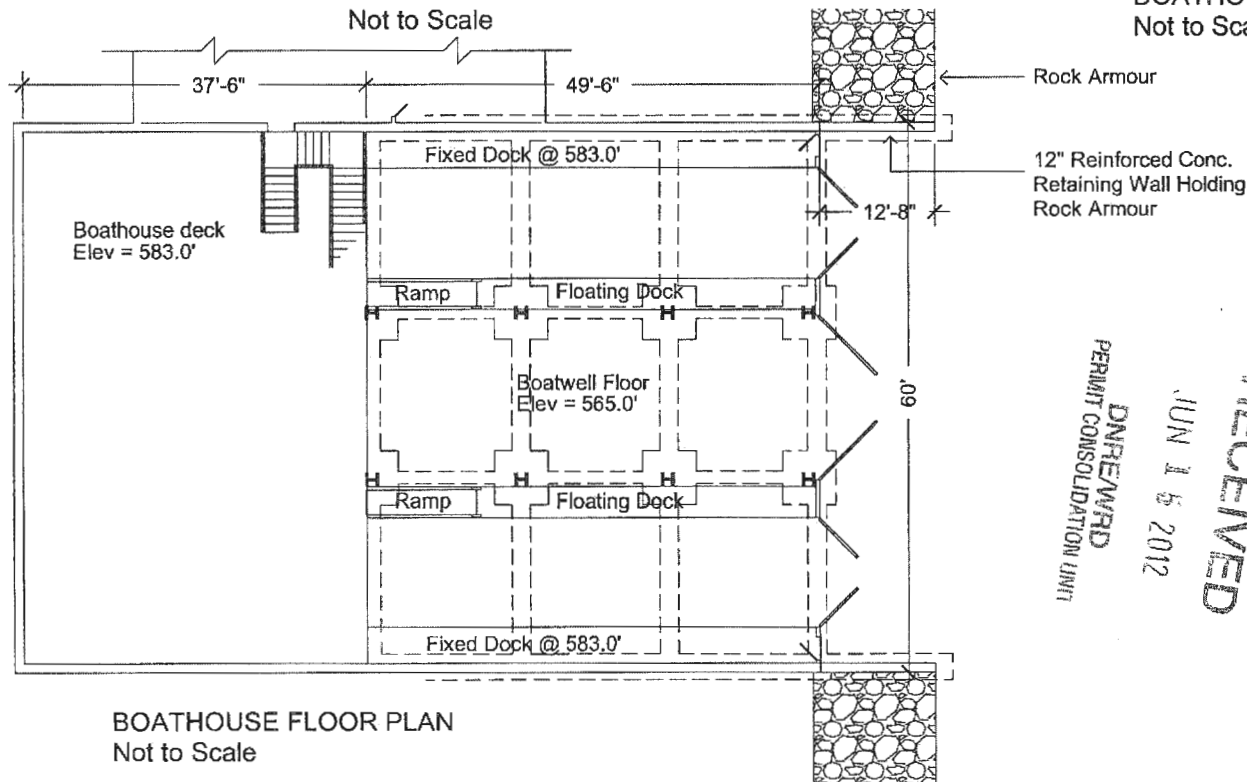 Not to Scale
Not to Sca
37'-6"
49'-6"
Rock Armour
Fixed Dock @ 583.0'
12" Reinforced Conc.
Retaining Wall Holding
Rock Armour
12'-8"
Boathouse deck
Elev = 583.0'
Ramp
Floating Dock
Boatwell Floor
Elev = 565.0'
60'
Ramp
Floating Dock
Fixed Dock @ 583.0'
BOATHOUSE FLOOR PLAN
Not to Scale
RECEIVED
JUN 15 2012
DNRE/WRD
PERMIT CONSOLIDATION UNIT